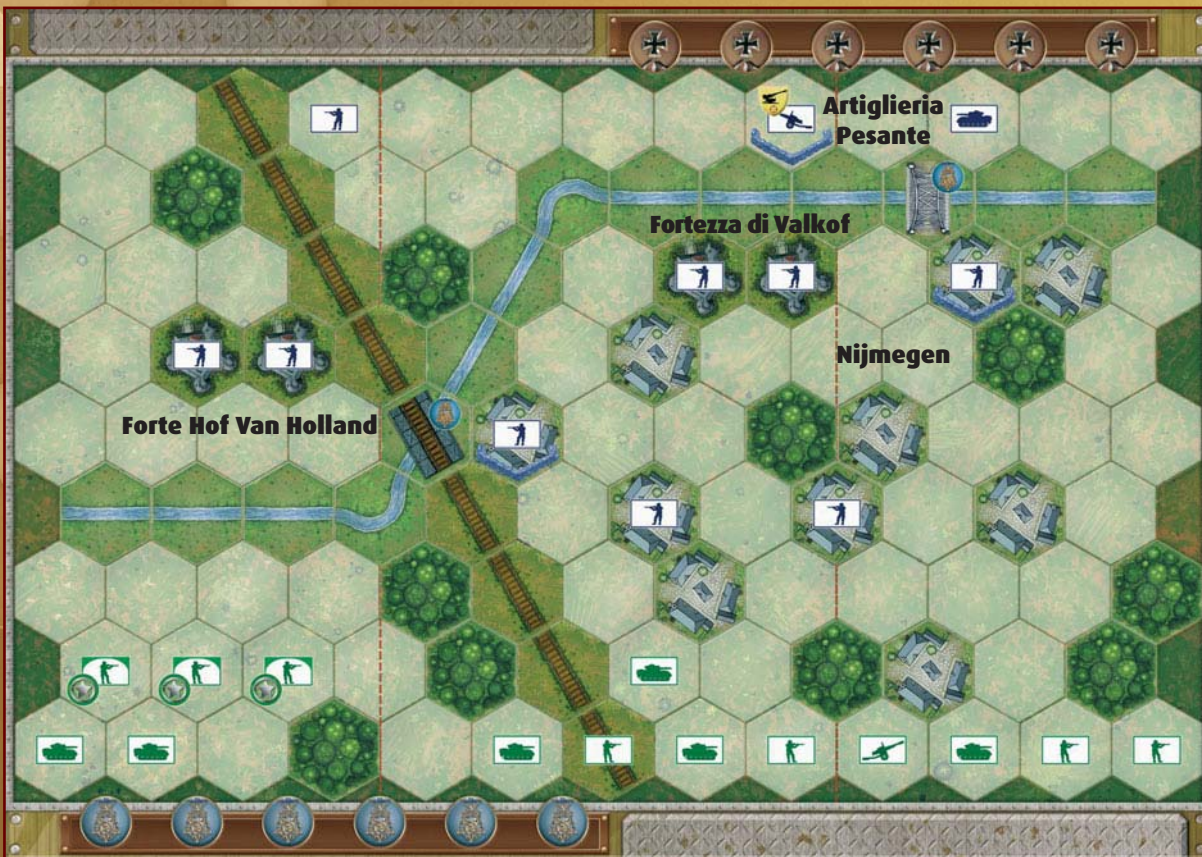 Artiglieria
Pesante
Fortezza di Valkof
Nijmegen
Forte Hof Van Holland